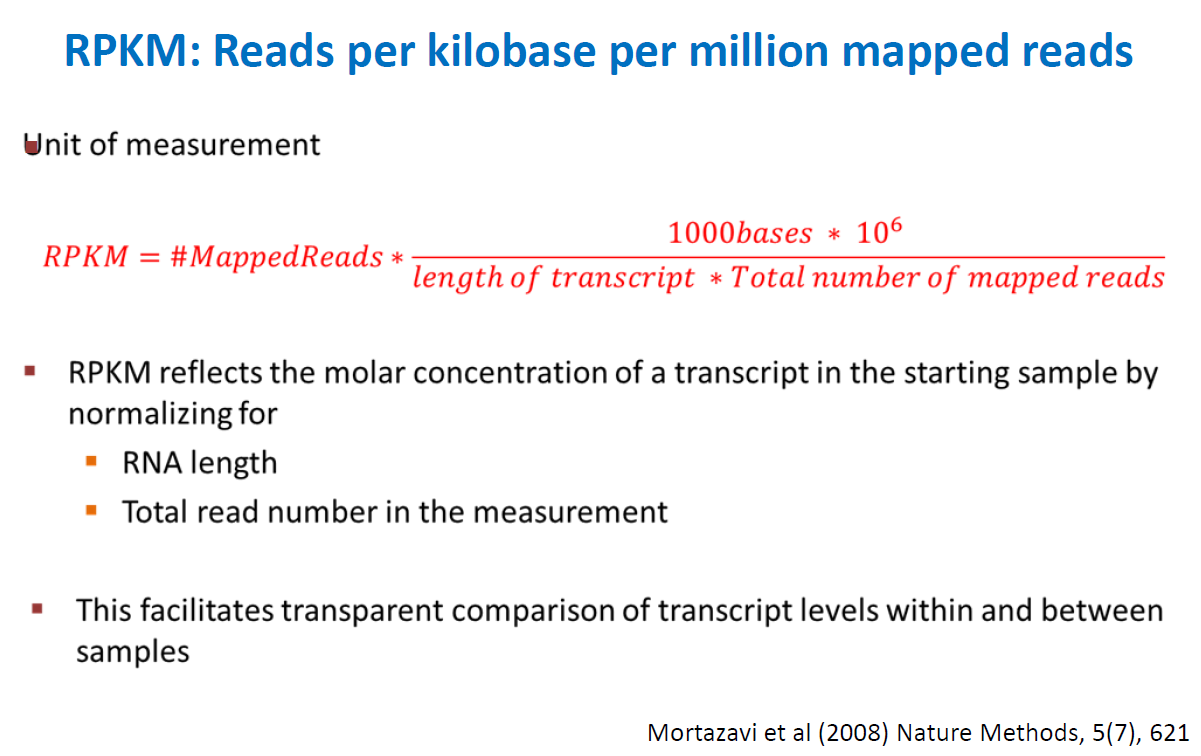 RPKM: Reads per kilobase per million mapped reads
Unit of measurement
RPKM = #MappedReads * 1000bases * 10^6 / length of transcript * Total number of mapped reads
RPKM reflects the molar concentration of a transcript in the starting sample by
normalizing for
RNA length
Total read number in the measurement
This facilitates transparent comparison of transcript levels within and between
samples
Mortazavi et al (2008) Nature Methods, 5(7), 621